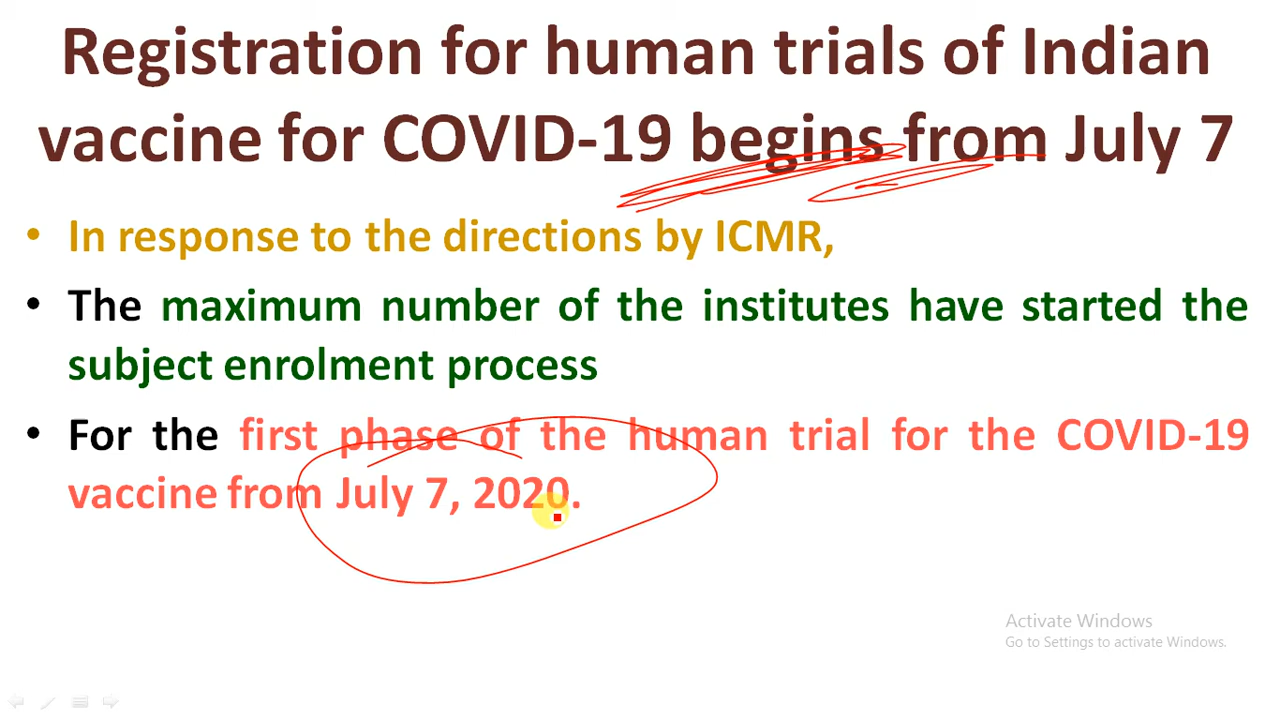 Registration for human trials of Indian
vaccine for COVID-19 begins from July 7
• In response to the directions by ICMR,
• The maximum number of the institutes have started the
subject enrolment process
• For the first phase of the human trial for the COVID-19
vaccine from July 7, 2020.
Activate Windows
Go to Settings to activate Windows.